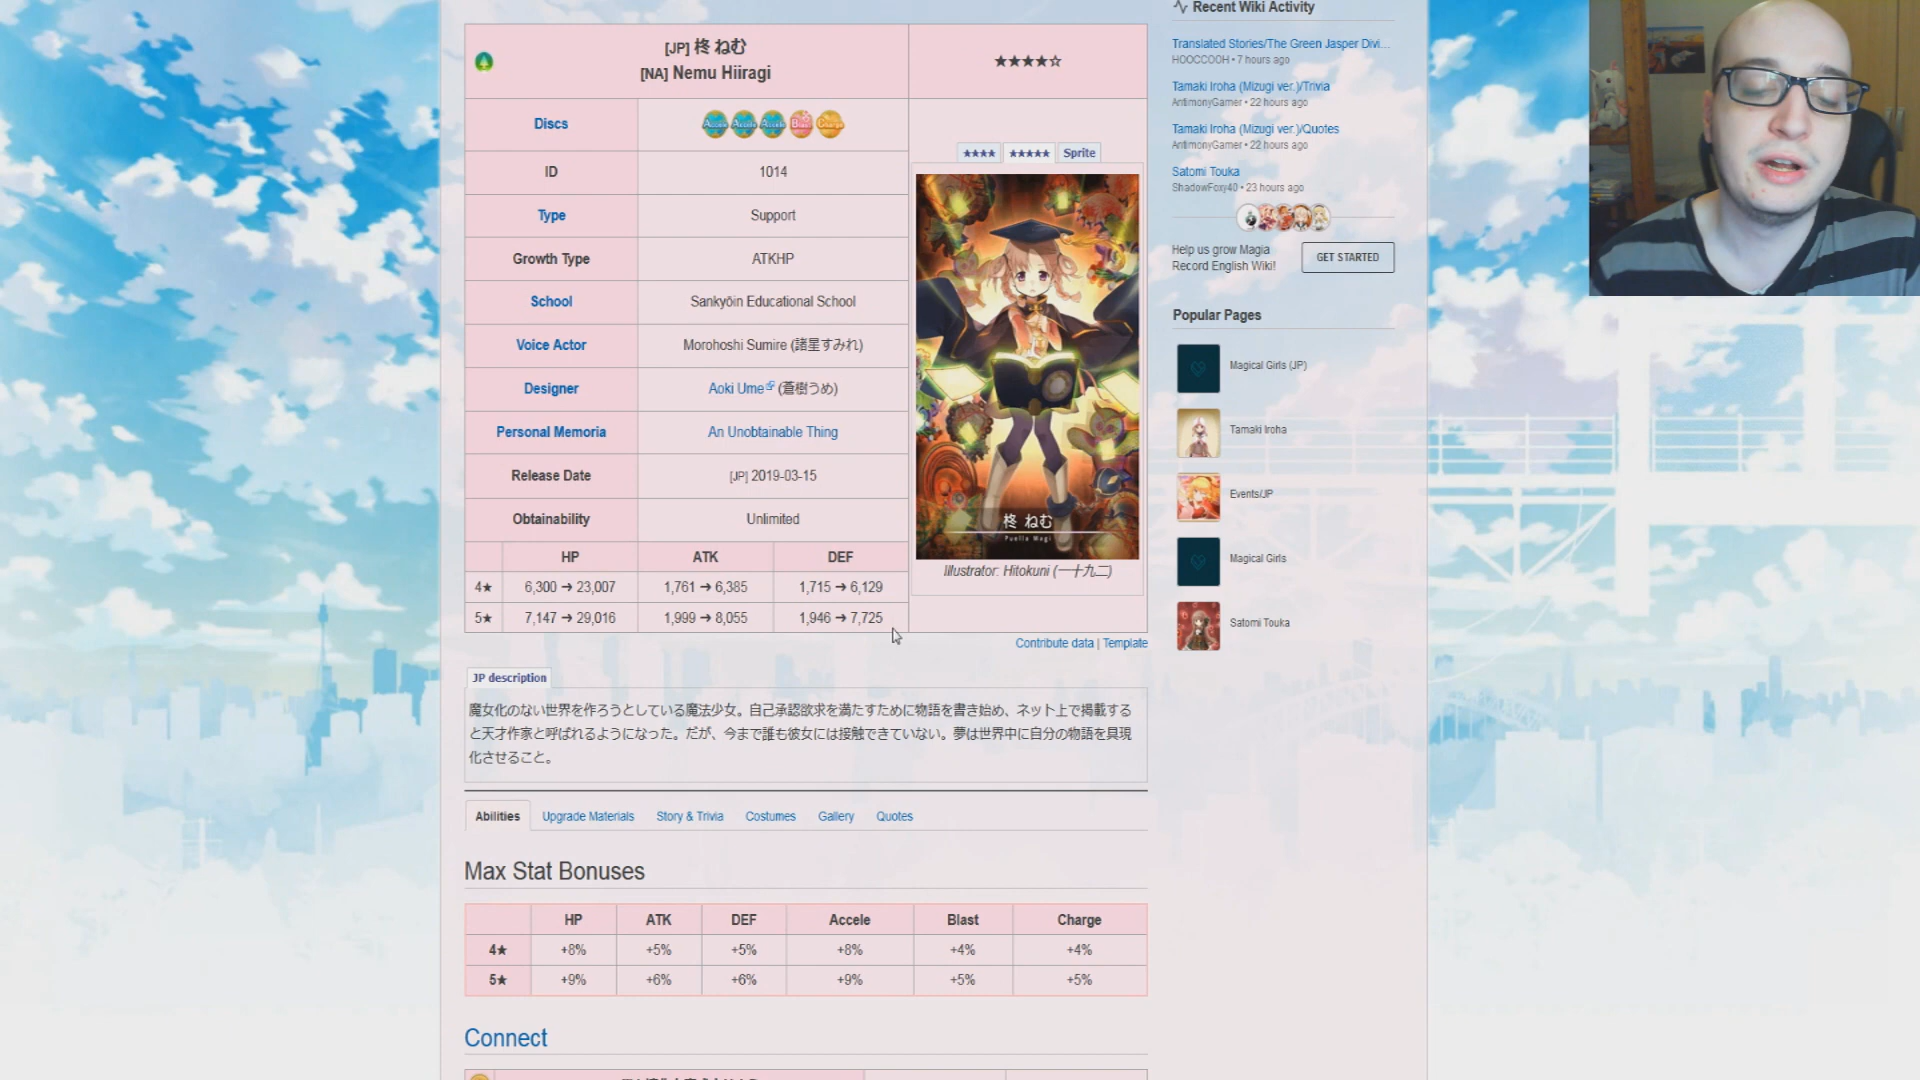 [JP] 柊 ねむ
[NA] Nemu Hiiragi
★★★★☆
Discs
Accele Accele Accele Blast Charge
ID
1014
Type
Support
Growth Type
ATKHP
School
Sankyōin Educational School
Voice Actor
Morohoshi Sumire (諸星すみれ)
Designer
Aoki Ume (蒼樹うめ)
Personal Memoria
An Unobtainable Thing
Release Date
[JP] 2019-03-15
Obtainability
Unlimited
HP ATK DEF
4★ 6,300 → 23,007 1,761 → 6,385 1,715 → 6,129
5★ 7,147 → 29,016 1,999 → 8,055 1,946 → 7,725
★★★★ ★★★★★ Sprite
柊 ねむ
Puella Magi
Illustrator: Hitokuni (一十九二)
Contribute data | Template
JP description
魔女化のない世界を作ろうとしている魔法少女。自己承認欲求を満たすために物語を書き始め、ネット上で掲載する
と天才作家と呼ばれるようになった。だが、今まで誰も彼女には接触できていない。夢は世界中に自分の物語を具現
化させること。
Abilities Upgrade Materials Story & Trivia Costumes Gallery Quotes
Max Stat Bonuses
HP ATK DEF Accele Blast Charge
4★ +8% +5% +5% +8% +4% +4%
5★ +9% +6% +6% +9% +5% +5%
Connect
Recent Wiki Activity
Translated Stories/The Green Jasper Divi...
HOOCCOOH • 7 hours ago
Tamaki Iroha (Mizugi ver.)/Trivia
AntimonyGamer • 22 hours ago
Tamaki Iroha (Mizugi ver.)/Quotes
AntimonyGamer • 22 hours ago
Satomi Touka
ShadowFoxy40 • 23 hours ago
Help us grow Magia
Record English Wiki!
GET STARTED
Popular Pages
Magical Girls (JP)
Tamaki Iroha
Events/JP
Magical Girls
Satomi Touka